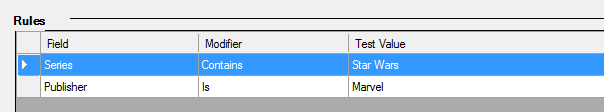 Rules
Field Modifier Test Value
Series Contains Star Wars
Publisher Is Marvel